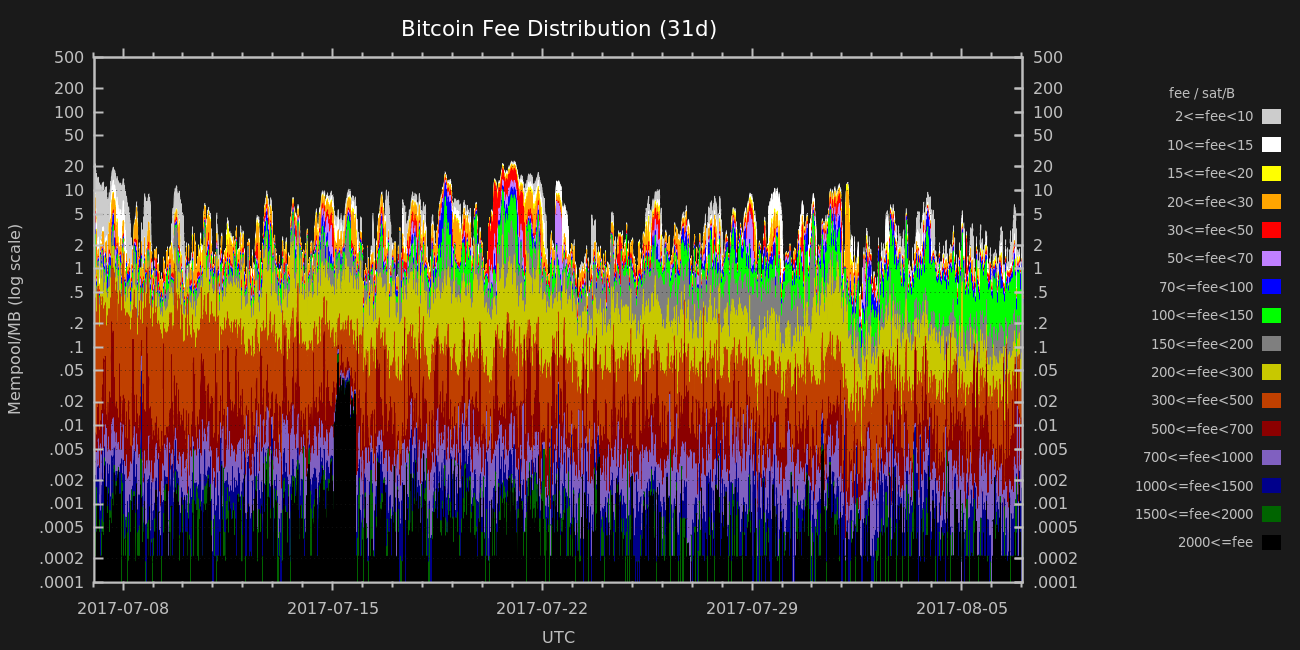 Bitcoin Fee Distribution (31d)
500 500
200 200
100 100
50 50
20 20
10 10
5 5
2 2
1 1
.5 .5
.2 .2
.1 .1
.05 .05
.02 .02
.01 .01
.005 .005
.002 .002
.001 .001
.0005 .0005
.0002 .0002
.0001 .0001
Mempool/MB (log scale)
2017-07-08 2017-07-15 2017-07-22 2017-07-29 2017-08-05
UTC
fee / sat/B
2<=fee<10
10<=fee<15
15<=fee<20
20<=fee<30
30<=fee<50
50<=fee<70
70<=fee<100
100<=fee<150
150<=fee<200
200<=fee<300
300<=fee<500
500<=fee<700
700<=fee<1000
1000<=fee<1500
1500<=fee<2000
2000<=fee